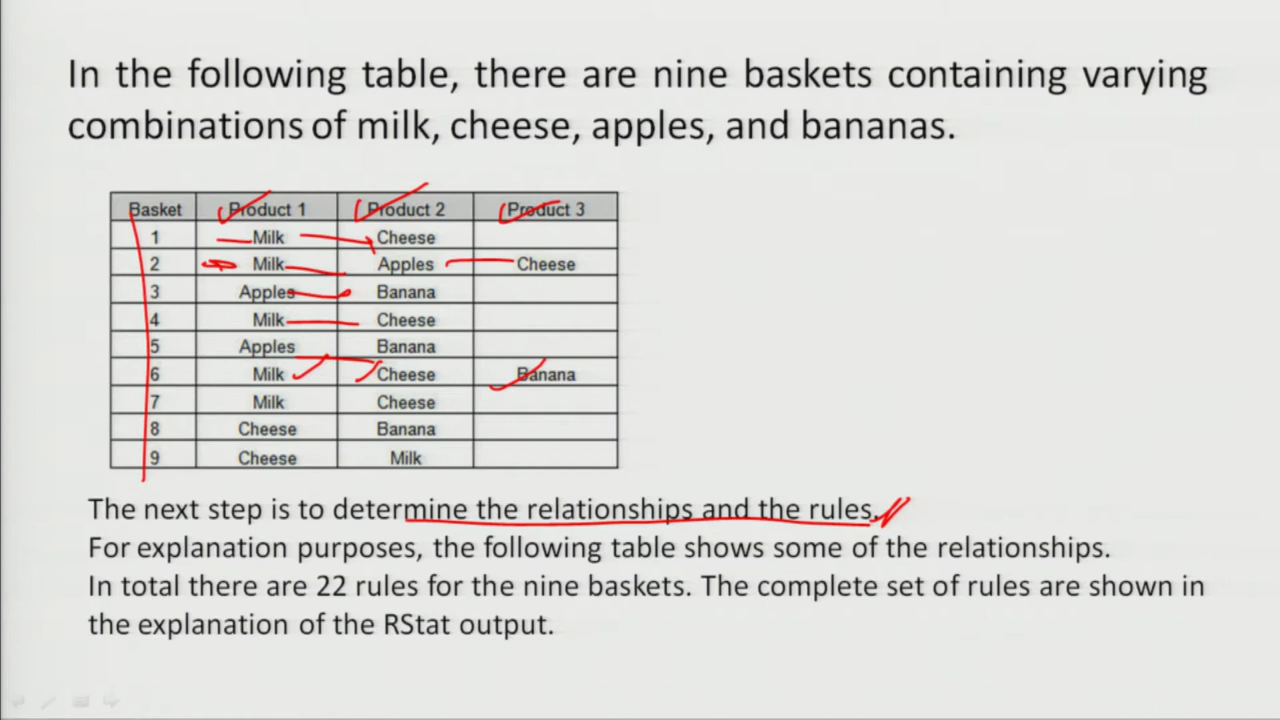 In the following table, there are nine baskets containing varying
combinations of milk, cheese, apples, and bananas.
Basket Product 1 Product 2 Product 3
1 Milk Cheese
2 Milk Apples Cheese
3 Apples Banana
4 Milk Cheese
5 Apples Banana
6 Milk Cheese Banana
7 Milk Cheese
8 Cheese Banana
9 Cheese Milk
The next step is to determine the relationships and the rules.
For explanation purposes, the following table shows some of the relationships.
In total there are 22 rules for the nine baskets. The complete set of rules are shown in
the explanation of the RStat output.